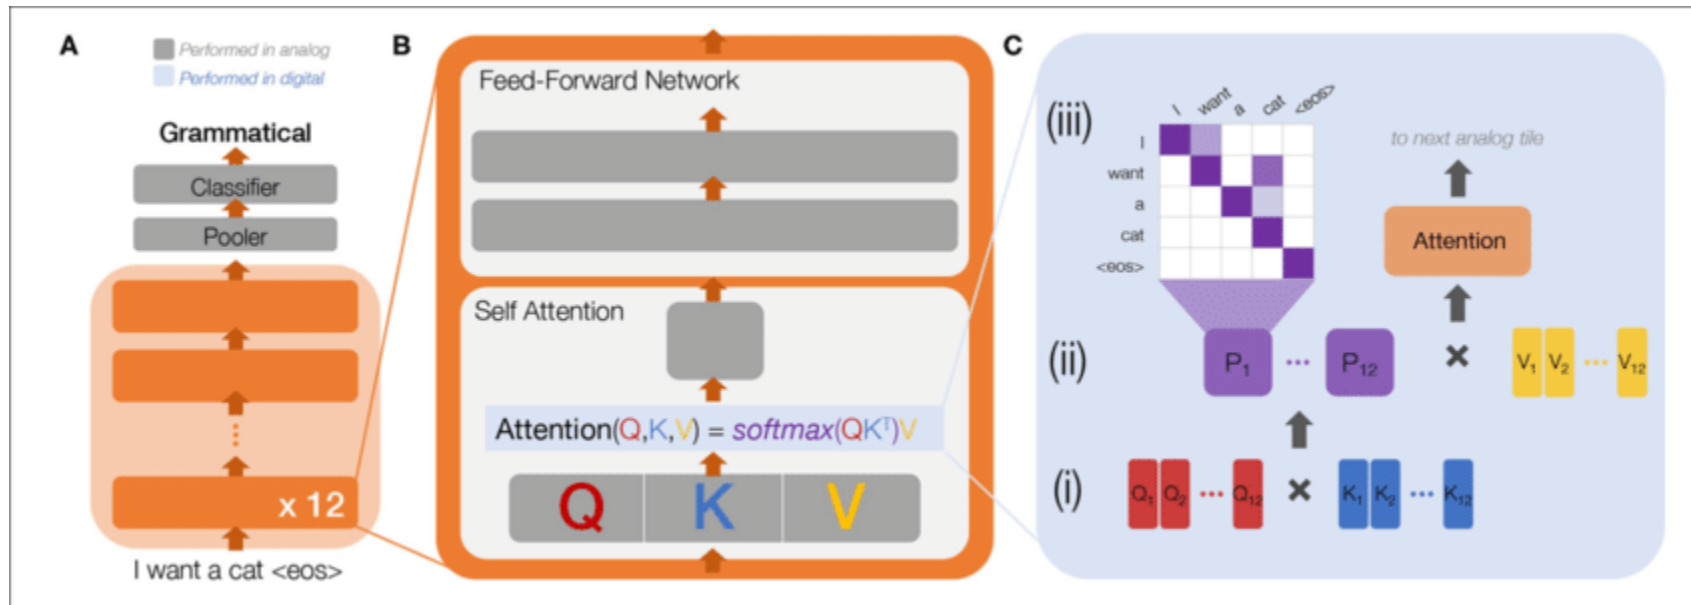 A
Performed in analog
Performed in digital
Grammatical
Classifier
Pooler
x 12
I want a cat <eos>
B
Feed-Forward Network
Self Attention
Attention(Q,K,V) = softmax(QKᵀ)V
Q K V
C
(iii)
I want a cat <eos>
I
want
a
cat
<eos>
to next analog tile
Attention
(ii)
P₁ ... P₁₂ × V₁ V₂ ... V₁₂
(i)
Q₁ Q₂ ... Q₁₂ × K₁ K₂ ... K₁₂